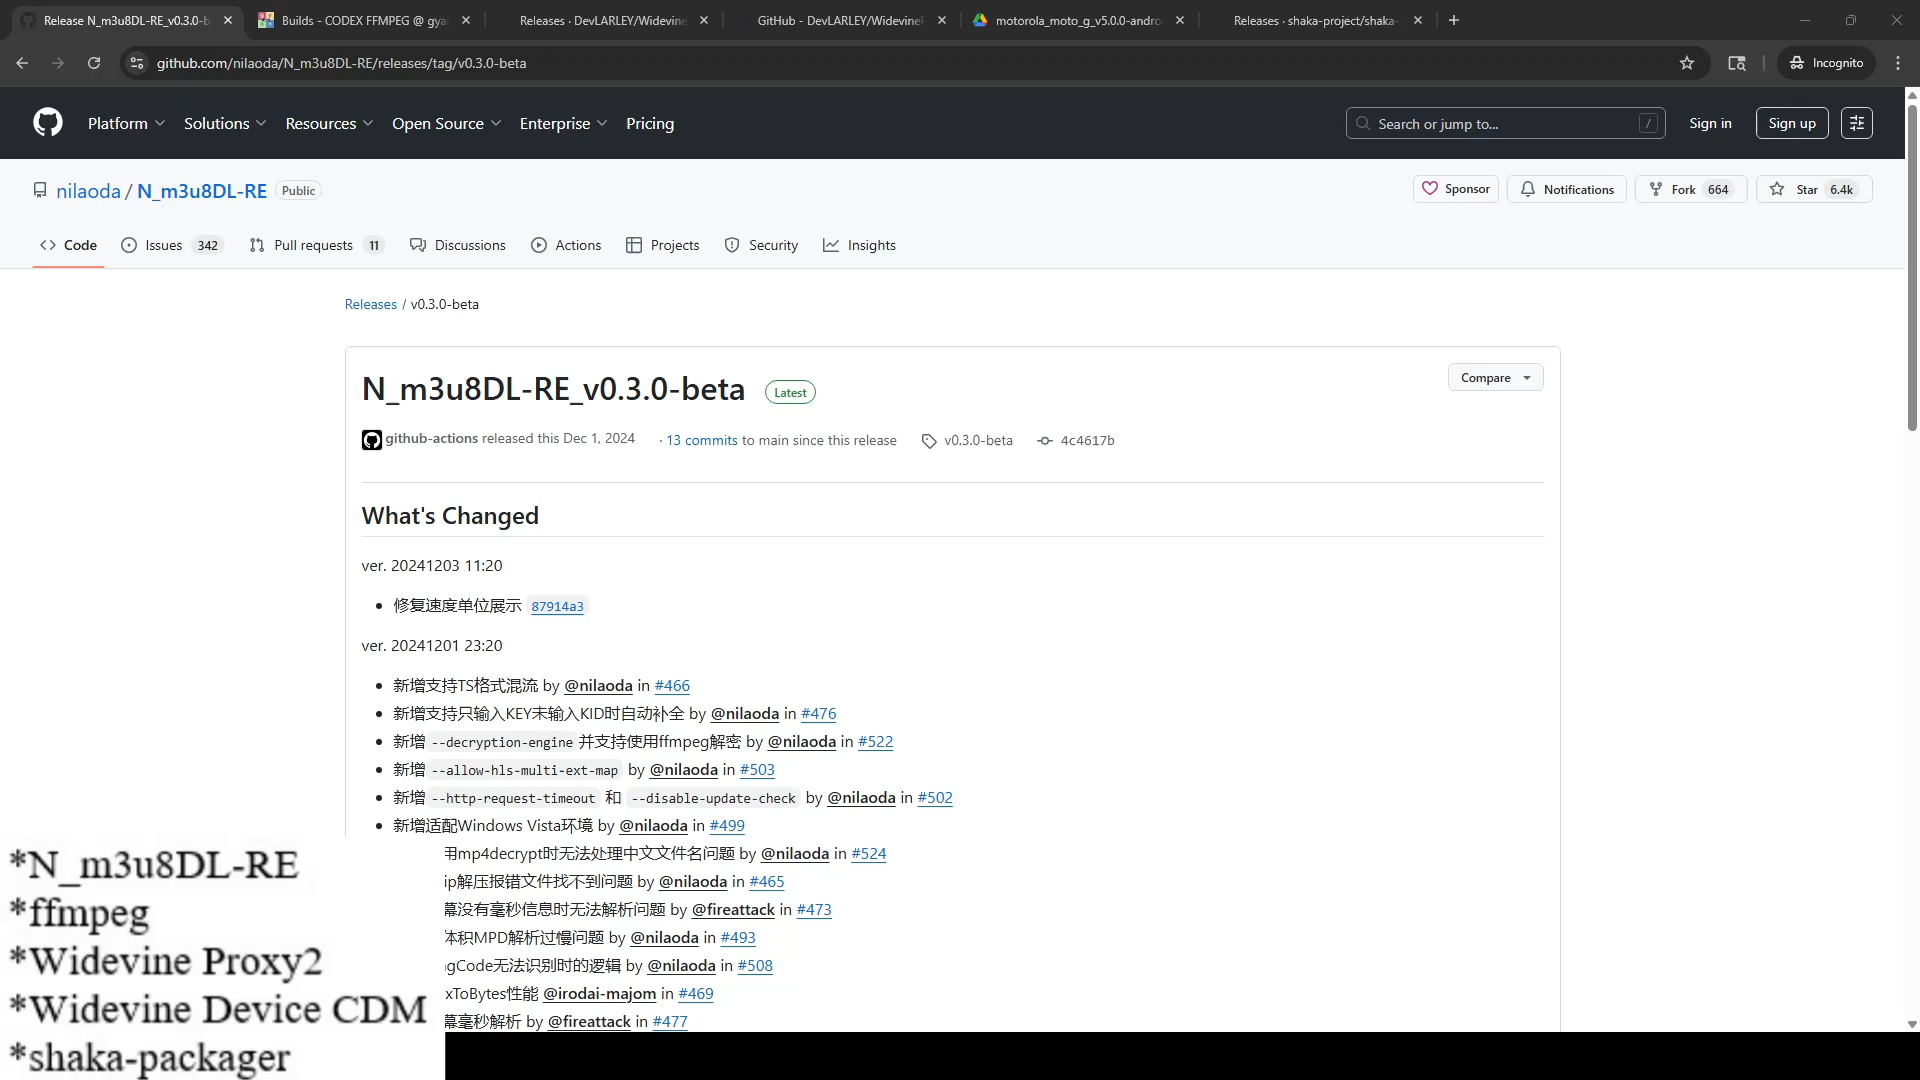 Release N_m3u8DL-RE_v0.3.0-b
Builds - CODEX FFMPEG @ gya
Releases · DevLARLEY/Widevine
GitHub - DevLARLEY/Widevine
motorola_moto_g_v5.0.0-andro
Releases · shaka-project/shaka-
github.com/nilaoda/N_m3u8DL-RE/releases/tag/v0.3.0-beta
Incognito
Platform
Solutions
Resources
Open Source
Enterprise
Pricing
Search or jump to...
/
Sign in
Sign up
nilaoda / N_m3u8DL-RE
Public
Sponsor
Notifications
Fork 664
Star 6.4k
Code
Issues 342
Pull requests 11
Discussions
Actions
Projects
Security
Insights
Releases / v0.3.0-beta
N_m3u8DL-RE_v0.3.0-beta
Latest
Compare
github-actions released this Dec 1, 2024
· 13 commits to main since this release
v0.3.0-beta
4c4617b
What's Changed
ver. 20241203 11:20
修复速度单位展示 87914a3
ver. 20241201 23:20
新增支持TS格式混流 by @nilaoda in #466
新增支持只输入KEY未输入KID时自动补全 by @nilaoda in #476
新增 --decryption-engine 并支持使用ffmpeg解密 by @nilaoda in #522
新增 --allow-hls-multi-ext-map by @nilaoda in #503
新增 --http-request-timeout 和 --disable-update-check by @nilaoda in #502
新增适配Windows Vista环境 by @nilaoda in #499
用mp4decrypt时无法处理中文文件名问题 by @nilaoda in #524
ip解压报错文件找不到问题 by @nilaoda in #465
幕没有毫秒信息时无法解析问题 by @fireattack in #473
体积MPD解析过慢问题 by @nilaoda in #493
gCode无法识别时的逻辑 by @nilaoda in #508
xToBytes性能 @irodai-majom in #469
幕毫秒解析 by @fireattack in #477
*N_m3u8DL-RE
*ffmpeg
*Widevine Proxy2
*Widevine Device CDM
*shaka-packager